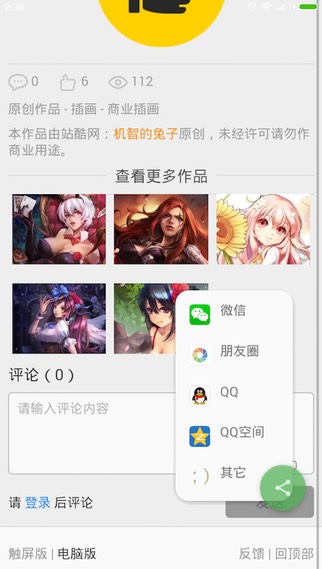 2:38
0
4
112
原创作品 - 插画 - 商业插画
本作品由站酷网：机智的兔子原创，未经许可请勿作
商业用途。
查看更多作品
评论（0）
请输入评论内容
微信
朋友圈
QQ
QQ空间
;) 其它
请 登录 后评论
触屏版 | 电脑版
反馈 | 回顶部